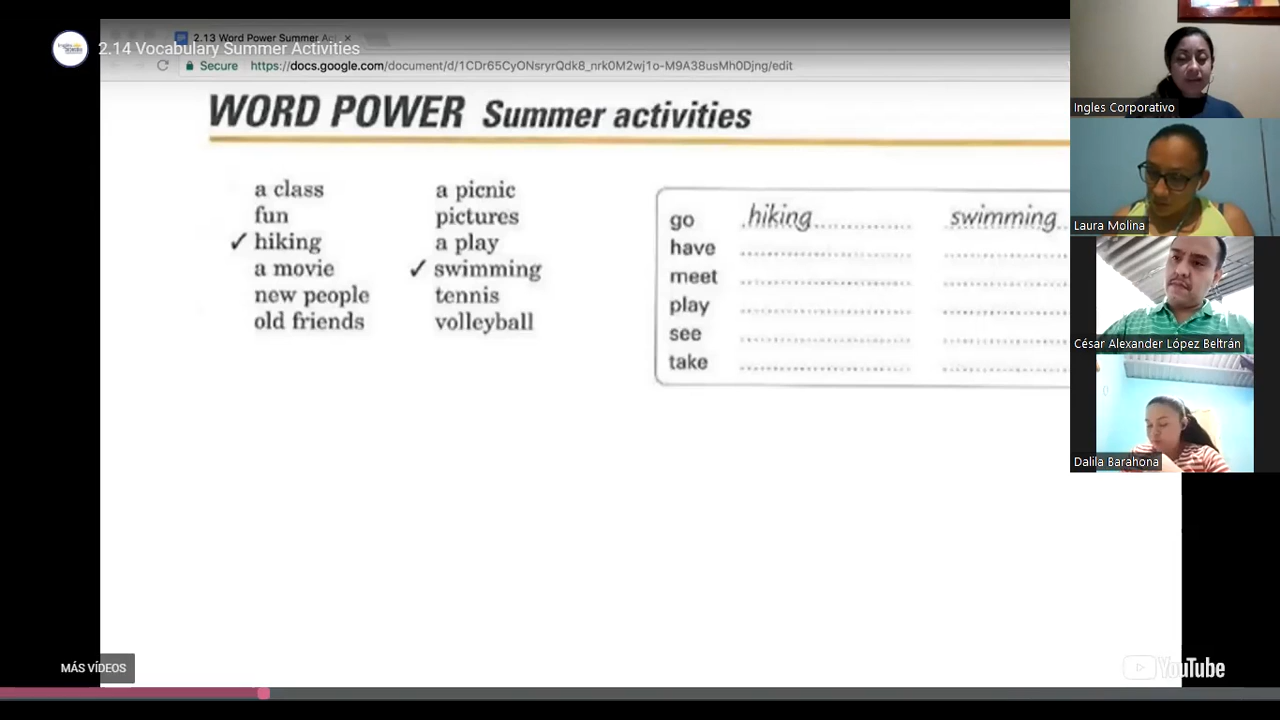 2.13 Word Power Summer Ac
2.14 Vocabulary Summer Activities
Secure https://docs.google.com/document/d/1CDr65CyONsryrQdk8_nrk0M2wj1o-M9A38usMh0Djng/edit
WORD POWER Summer activities
a class
fun
✓ hiking
a movie
new people
old friends
a picnic
pictures
a play
✓ swimming
tennis
volleyball
go hiking swimming
have
meet
play
see
take
Ingles Corporativo
Laura Molina
César Alexander López Beltrán
Dalila Barahona
MÁS VÍDEOS
YouTube